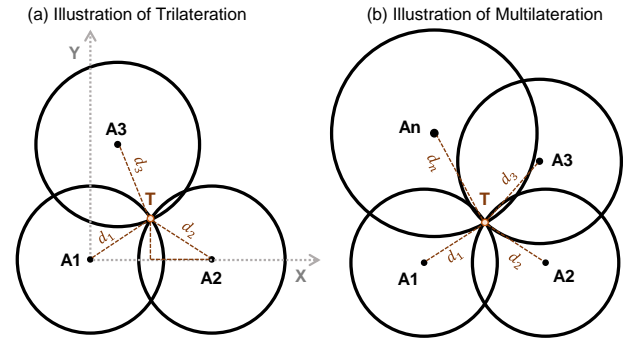 (a) Illustration of Trilateration
(b) Illustration of Multilateration
Y
A3
d3
T
d1
d2
A1
A2
X
An
dn
d3
A3
T
A1
d1
d2
A2